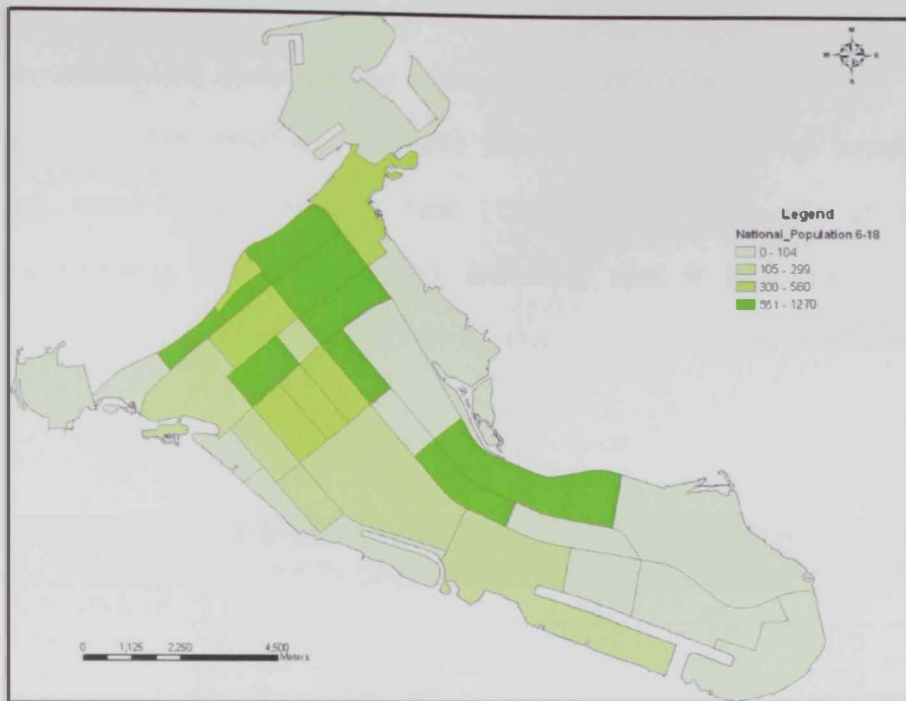 N
W E
S
Legend
National_Population 6-18
0 - 104
105 - 299
300 - 560
561 - 1270
0 1,125 2,250 4,500
Meters